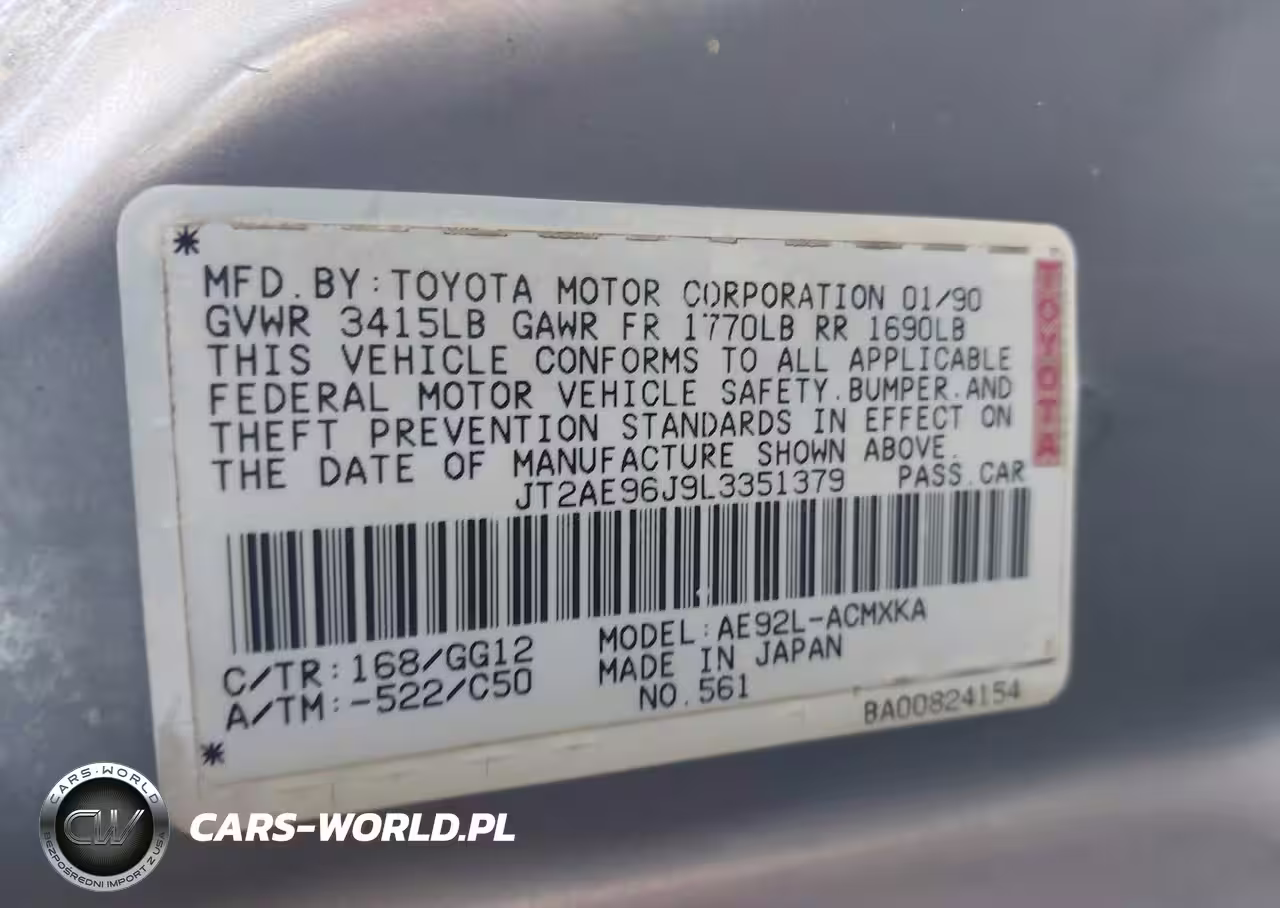 MFD. BY: TOYOTA MOTOR CORPORATION 01/90
GVWR 3415LB GAWR FR 1770LB RR 1690LB
THIS VEHICLE CONFORMS TO ALL APPLICABLE
FEDERAL MOTOR VEHICLE SAFETY. BUMPER. AND
THEFT PREVENTION STANDARDS IN EFFECT ON
THE DATE OF MANUFACTURE SHOWN ABOVE.
JT2AE96J9L3351379 PASS. CAR
TOYOTA
C/TR: 168/GG12 MODEL: AE92L-ACMXKA
A/TM: -522/C50 MADE IN JAPAN
NO. 561
BA00824154
CARS-WORLD
CW
BEZPOŚREDNI IMPORT Z USA
CARS-WORLD.PL